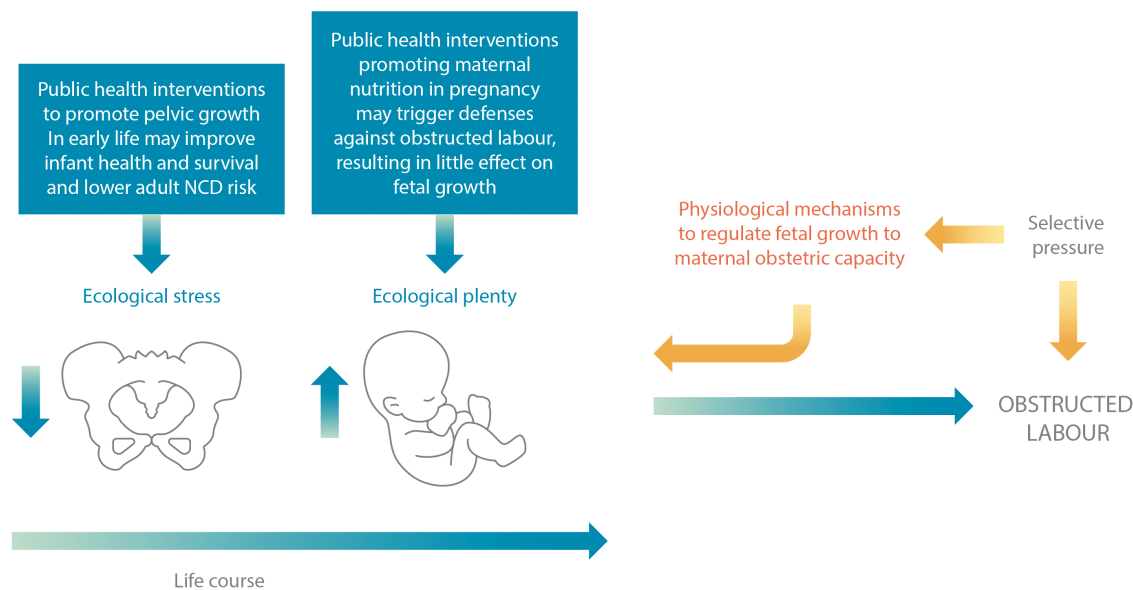 Public health interventions
to promote pelvic growth
In early life may improve
infant health and survival
and lower adult NCD risk
Public health interventions
promoting maternal
nutrition in pregnancy
may trigger defenses
against obstructed labour,
resulting in little effect on
fetal growth
Physiological mechanisms
to regulate fetal growth to
maternal obstetric capacity
Selective
pressure
Ecological stress
Ecological plenty
OBSTRUCTED
LABOUR
Life course